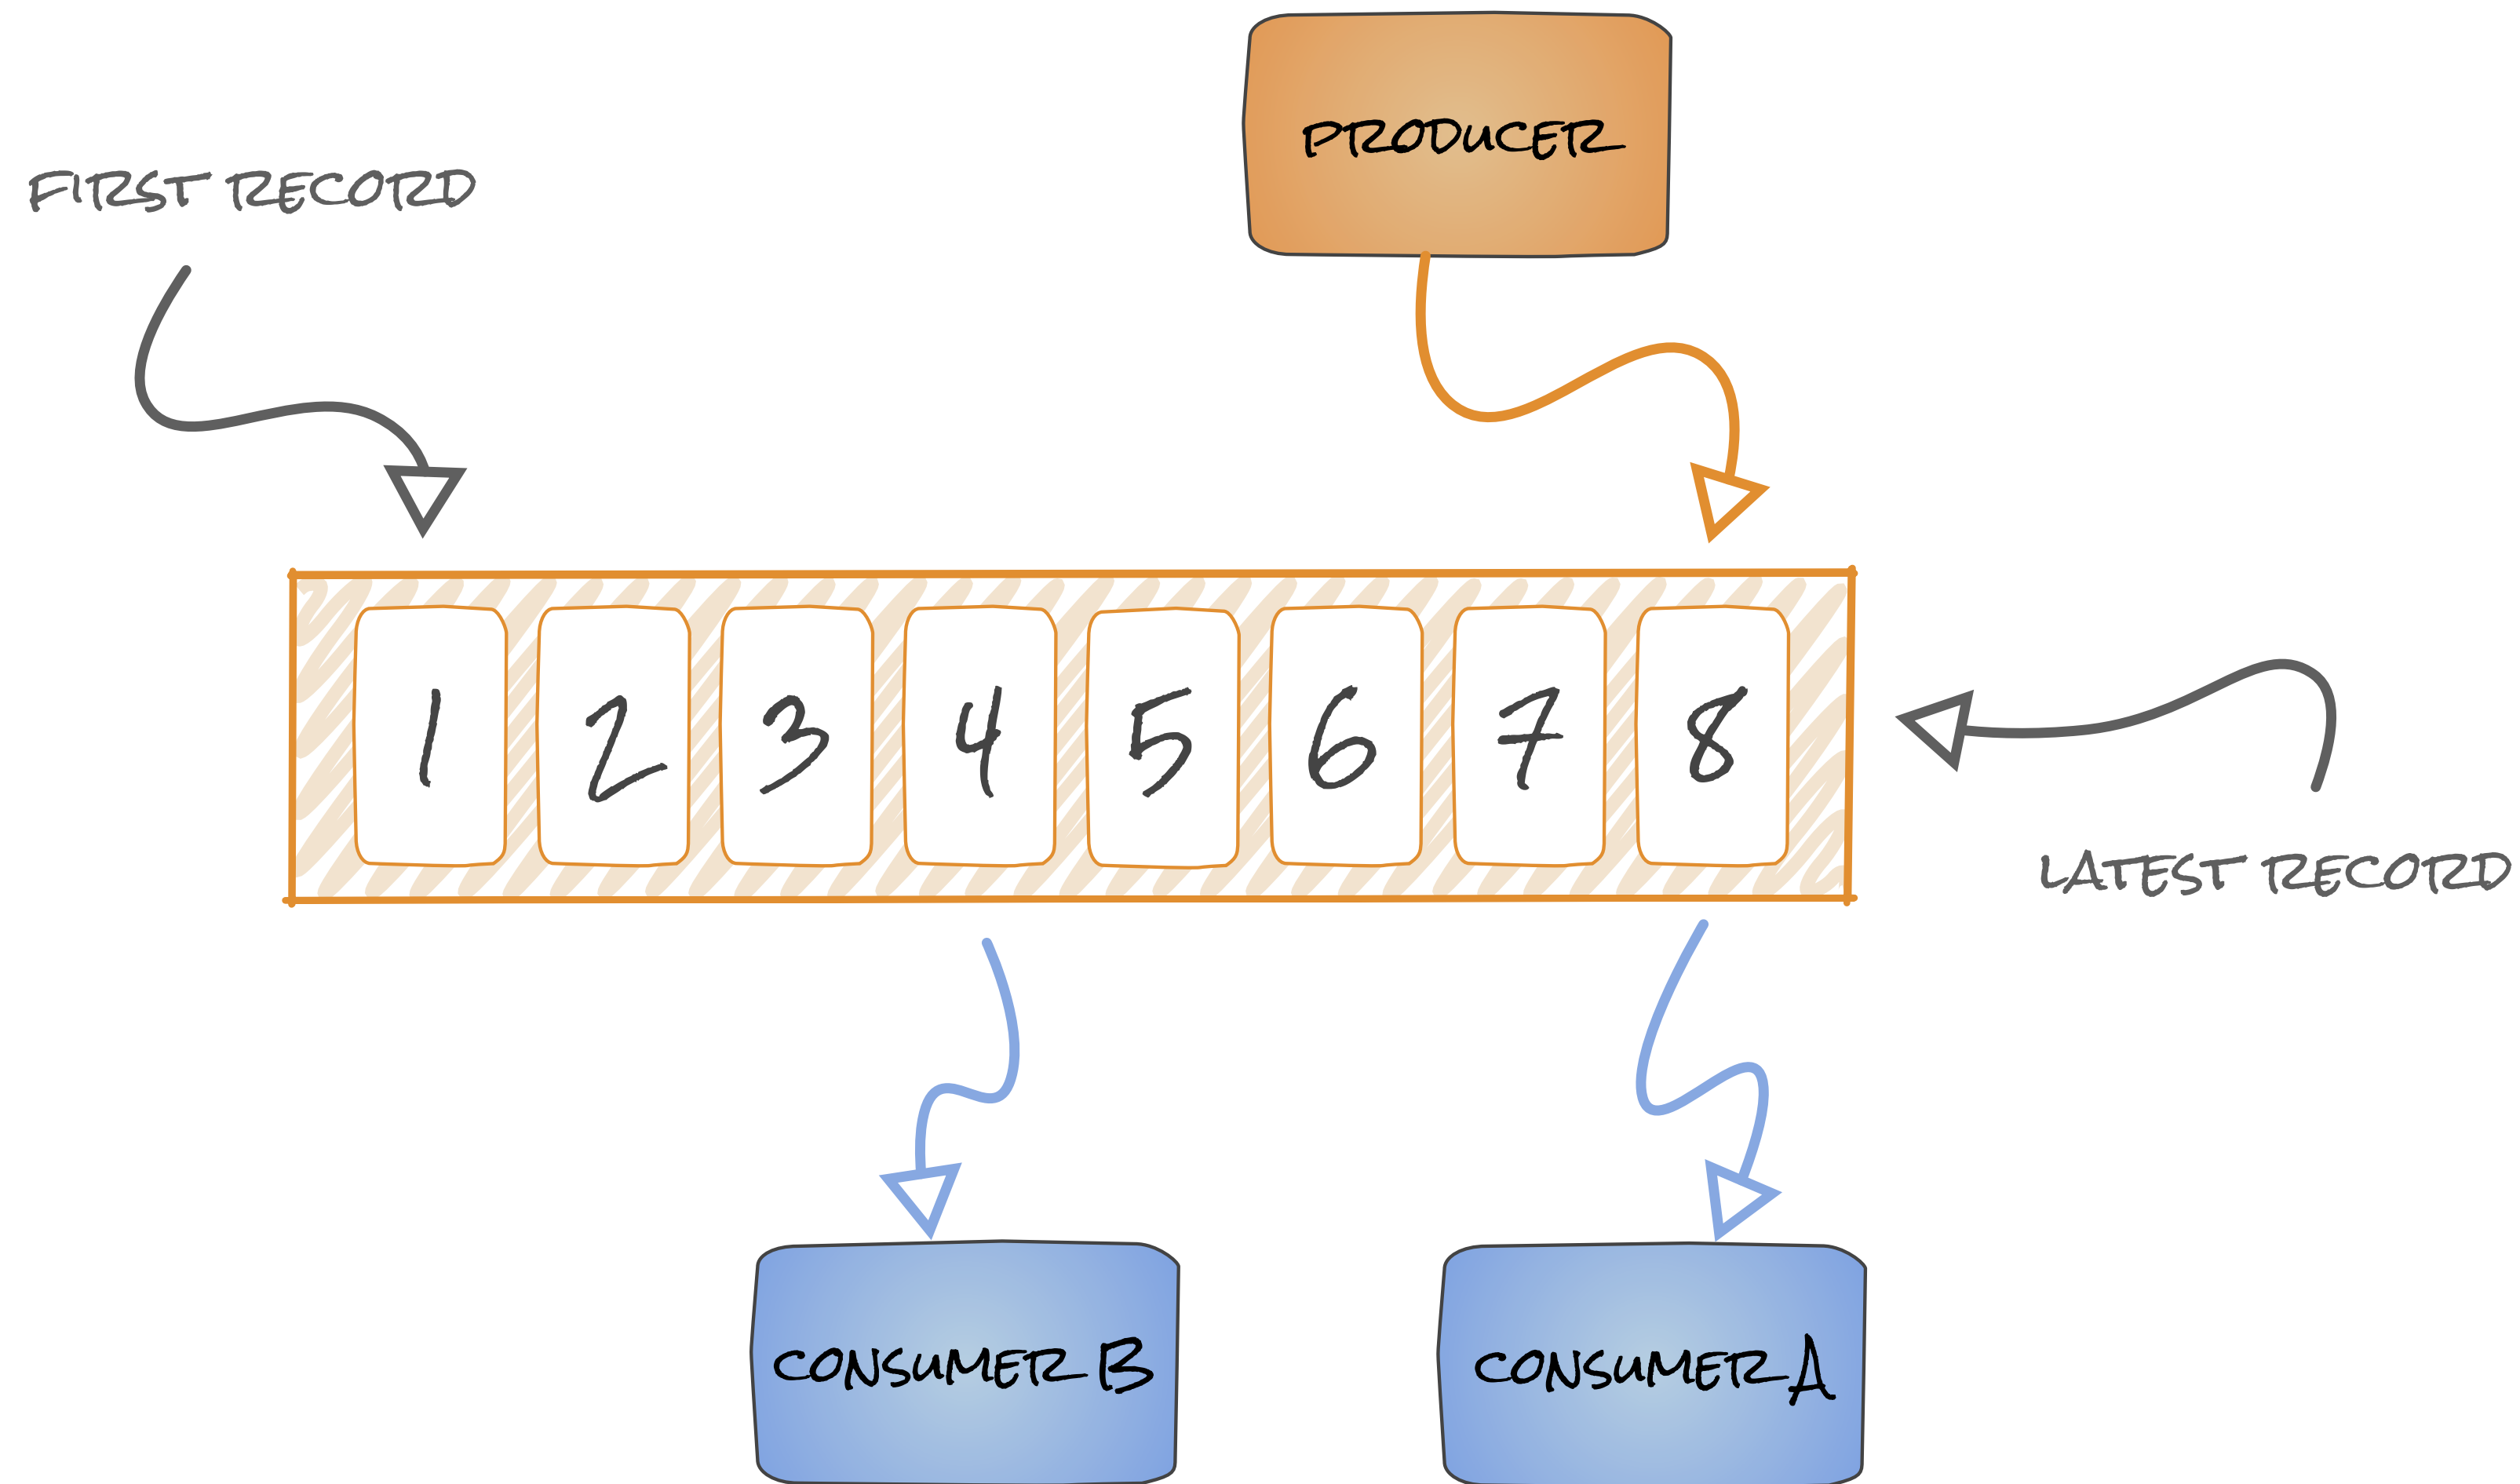 PRODUCER
FIRST RECORD
1 2 3 4 5 6 7 8
LATEST RECORD
CONSUMER B
CONSUMER A